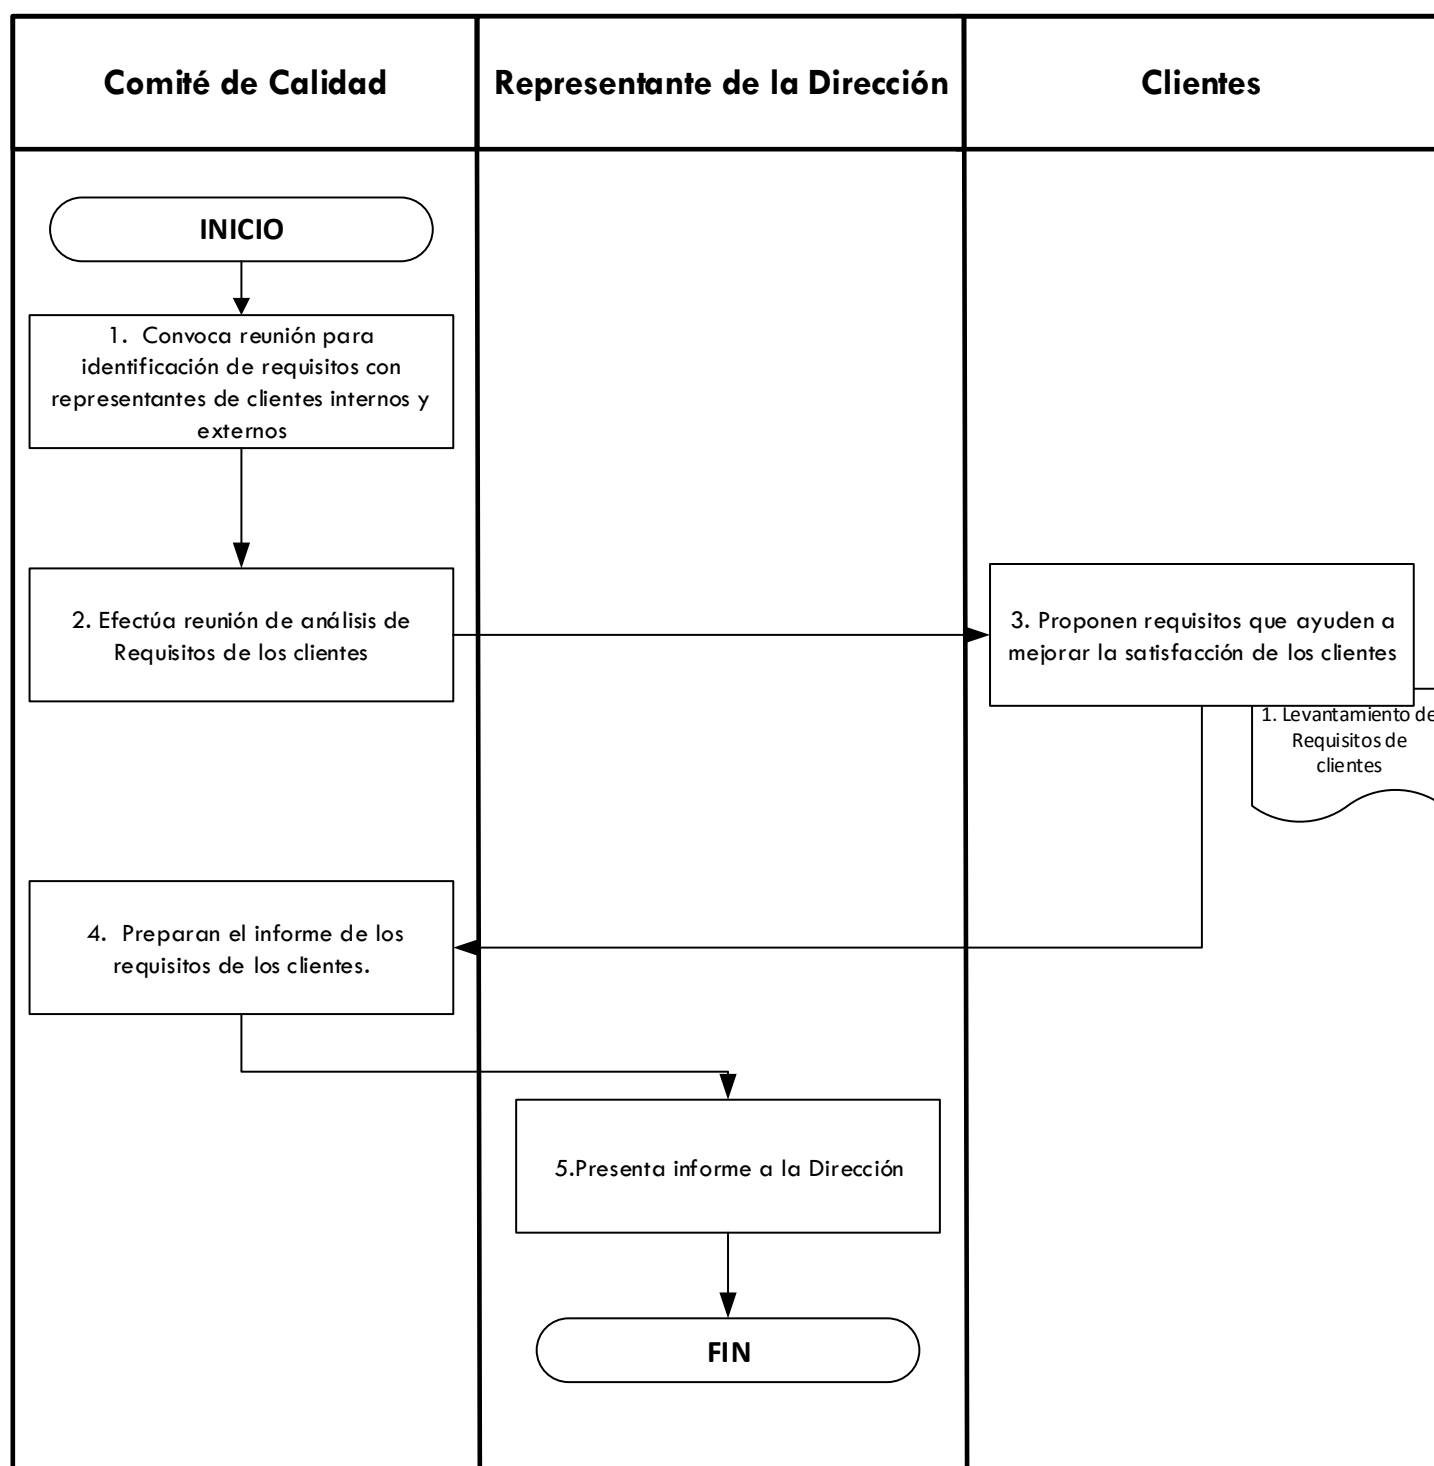 Comité de Calidad
Representante de la Dirección
Clientes
INICIO
1. Convoca reunión para
identificación de requisitos con
representantes de clientes internos y
externos
2. Efectúa reunión de análisis de
Requisitos de los clientes
3. Proponen requisitos que ayuden a
mejorar la satisfacción de los clientes
1. Levantamiento de
Requisitos de
clientes
4. Preparan el informe de los
requisitos de los clientes.
5.Presenta informe a la Dirección
FIN